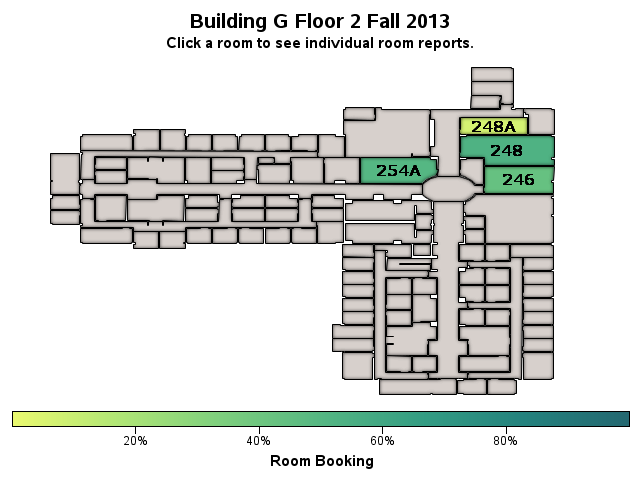 Building G Floor 2 Fall 2013
Click a room to see individual room reports.
248A
248
254A
246
20%
40%
60%
80%
Room Booking